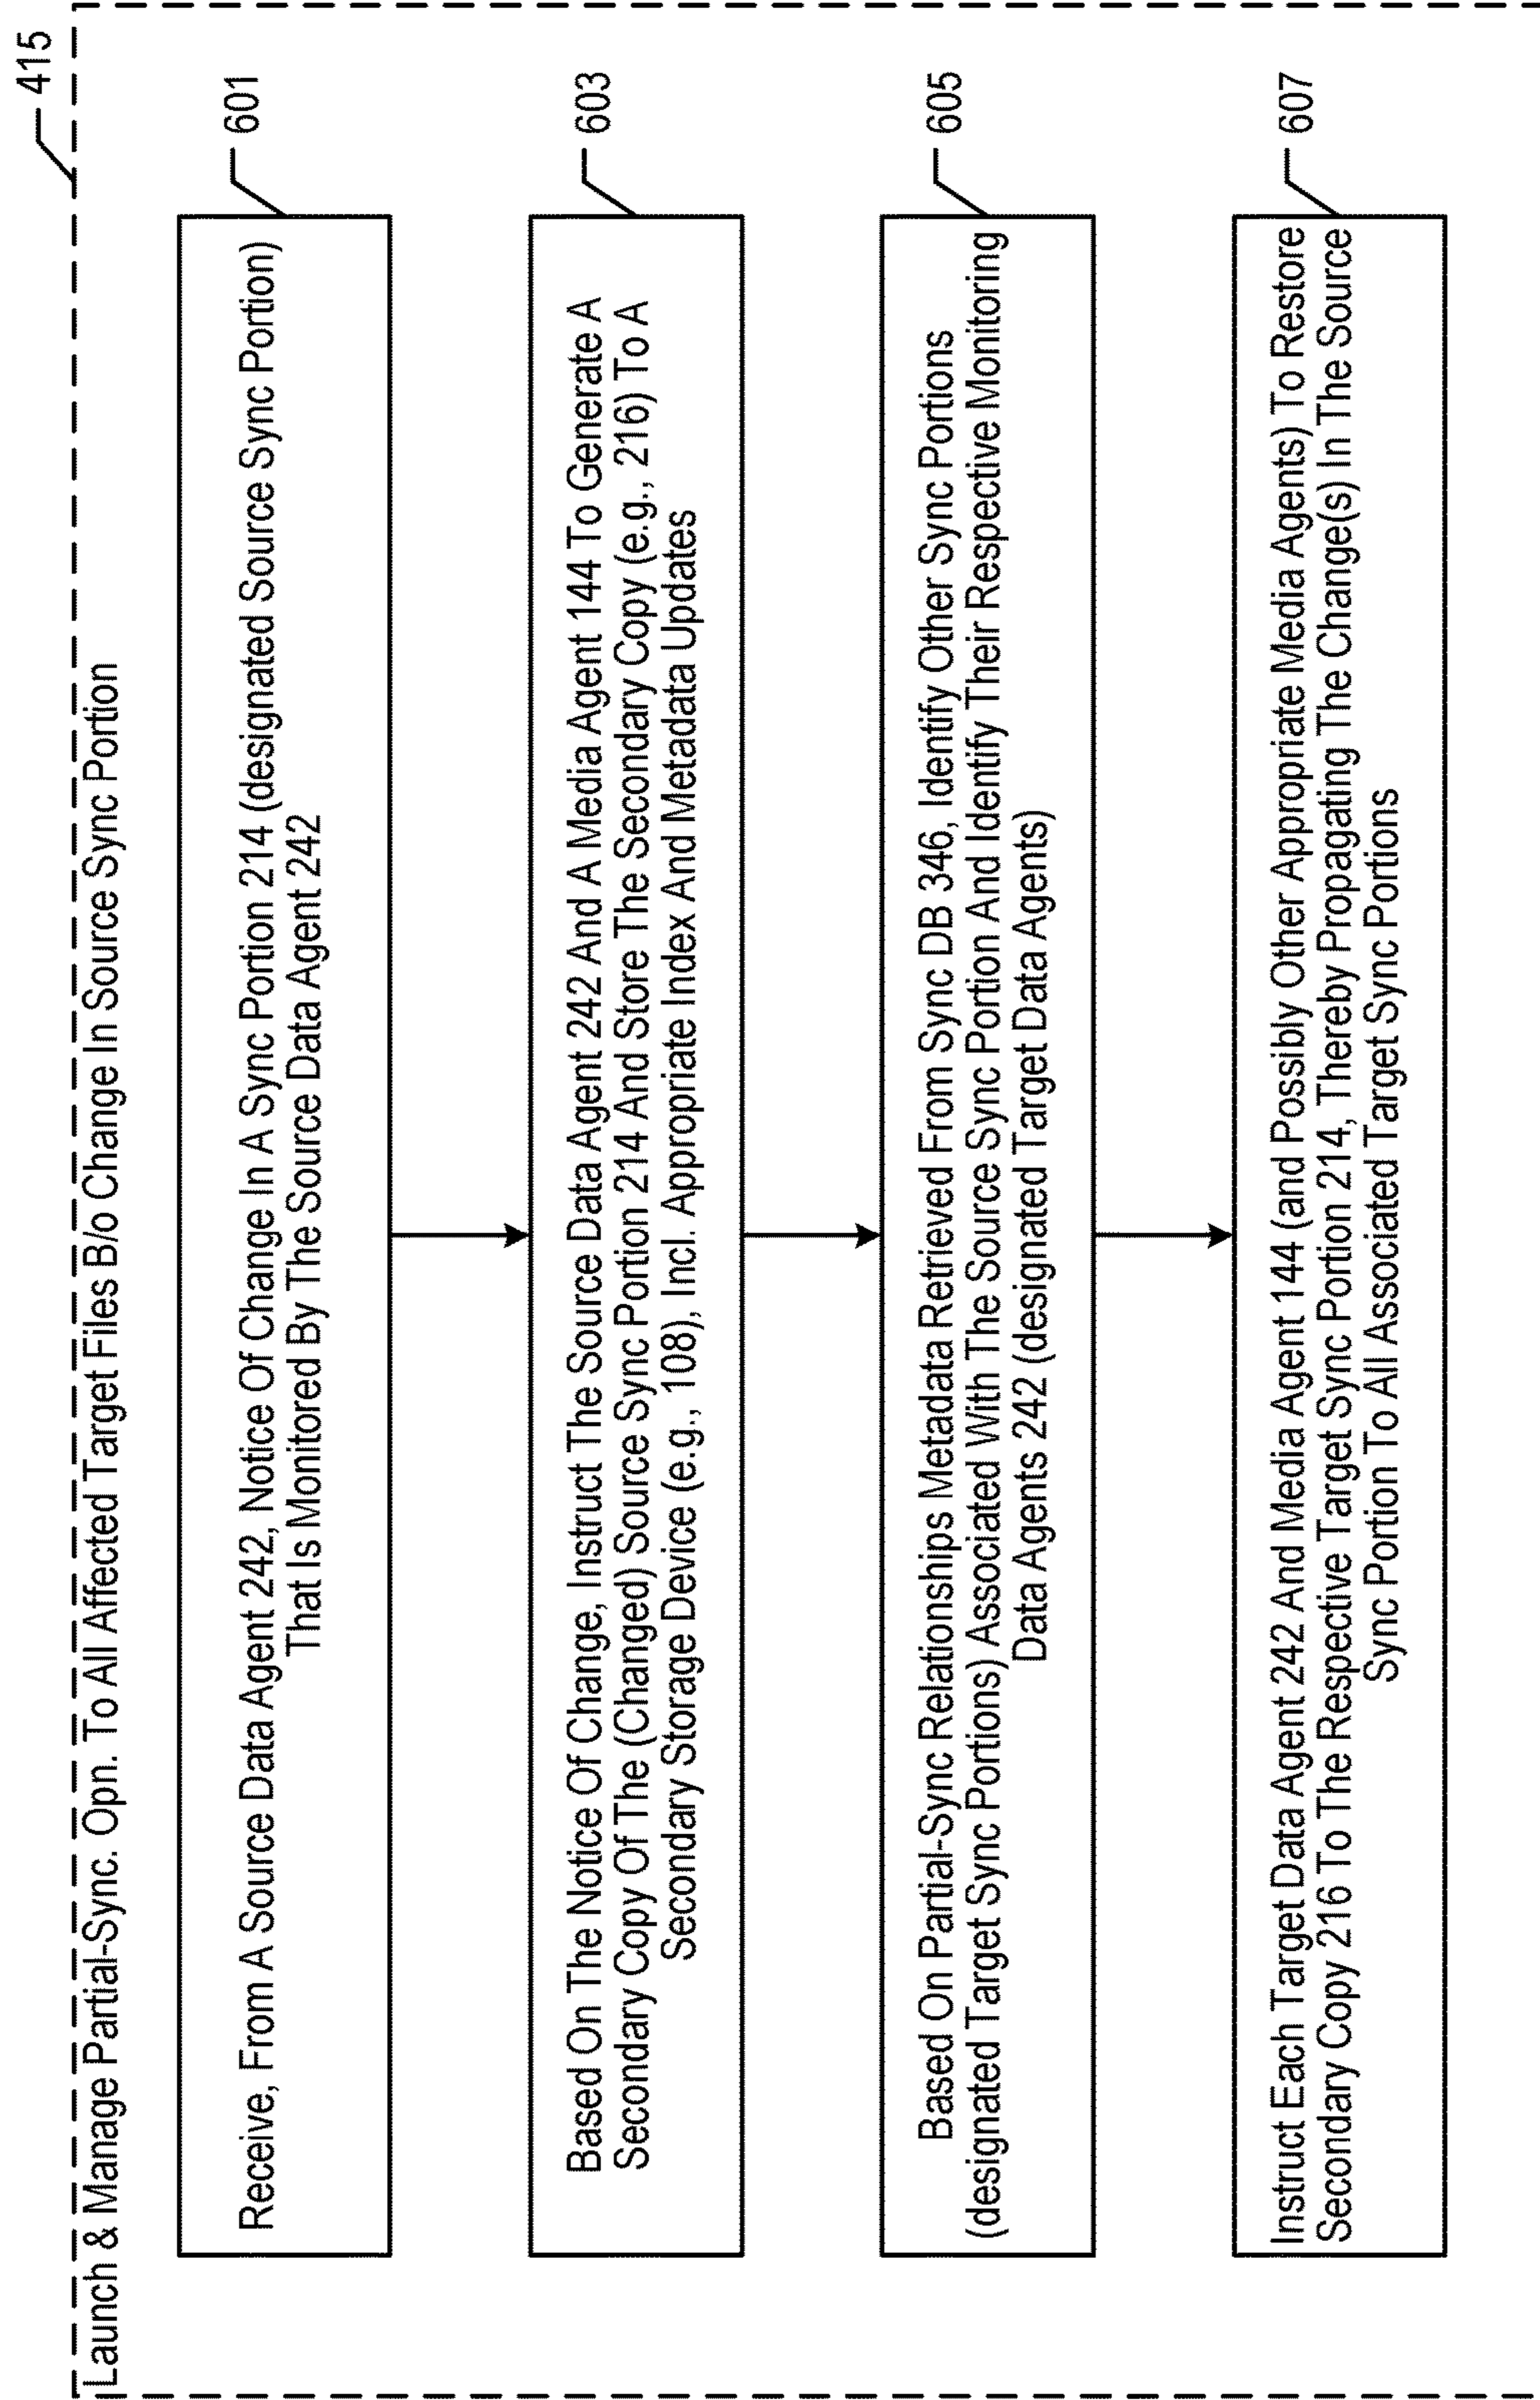 415
Launch & Manage Partial-Sync. Opn. To All Affected Target Files B/o Change In Source Sync Portion
601
Receive, From A Source Data Agent 242, Notice Of Change In A Sync Portion 214 (designated Source Sync Portion)
That Is Monitored By The Source Data Agent 242
603
Based On The Notice Of Change, Instruct The Source Data Agent 242 And A Media Agent 144 To Generate A
Secondary Copy Of The (Changed) Source Sync Portion 214 And Store The Secondary Copy (e.g., 216) To A
Secondary Storage Device (e.g., 108), Incl. Appropriate Index And Metadata Updates
605
Based On Partial-Sync Relationships Metadata Retrieved From Sync DB 346, Identify Other Sync Portions
(designated Target Sync Portions) Associated With The Source Sync Portion And Identify Their Respective Monitoring
Data Agents 242 (designated Target Data Agents)
607
Instruct Each Target Data Agent 242 And Media Agent 144 (and Possibly Other Appropriate Media Agents) To Restore
Secondary Copy 216 To The Respective Target Sync Portion 214, Thereby Propagating The Change(s) In The Source
Sync Portion To All Associated Target Sync Portions